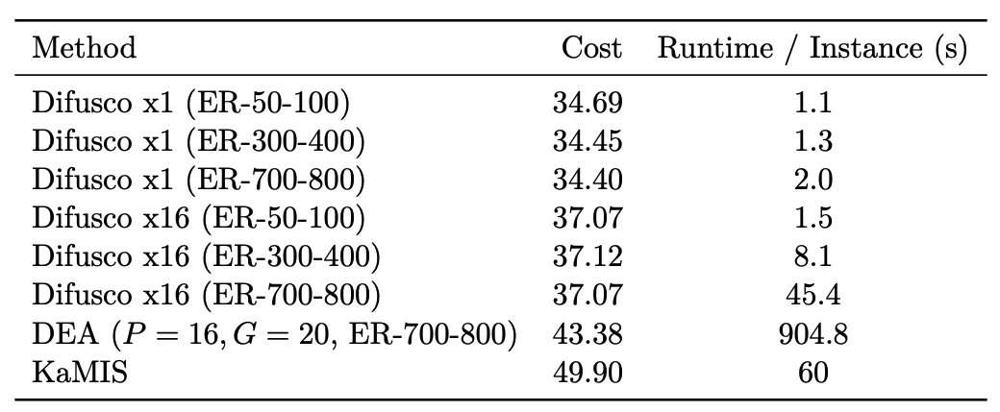 Method Cost Runtime / Instance (s)
Difusco x1 (ER-50-100) 34.69 1.1
Difusco x1 (ER-300-400) 34.45 1.3
Difusco x1 (ER-700-800) 34.40 2.0
Difusco x16 (ER-50-100) 37.07 1.5
Difusco x16 (ER-300-400) 37.12 8.1
Difusco x16 (ER-700-800) 37.07 45.4
DEA (P = 16, G = 20, ER-700-800) 43.38 904.8
KaMIS 49.90 60